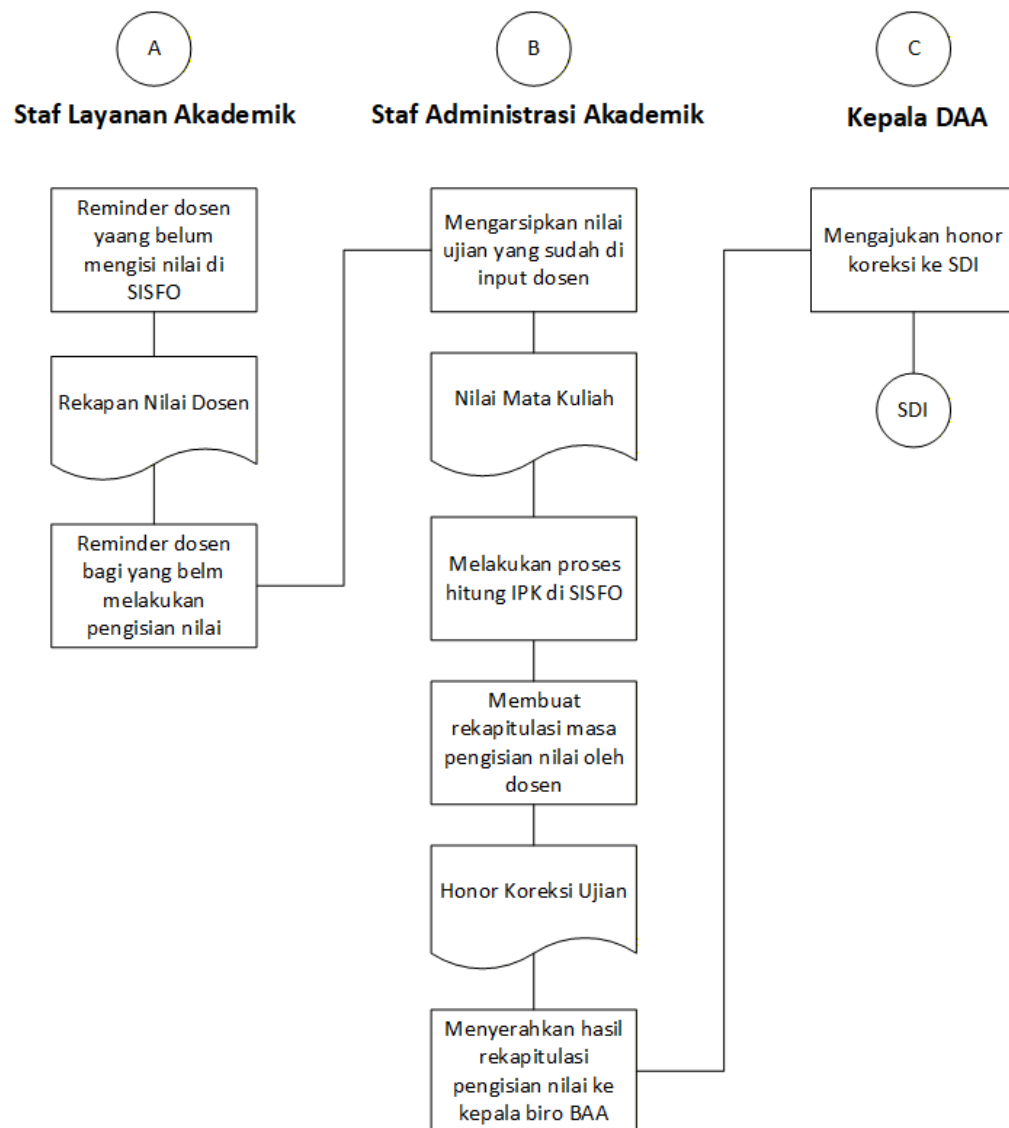 A
Staf Layanan Akademik
Reminder dosen
yaang belum
mengisi nilai di
SISFO
Rekapan Nilai Dosen
Reminder dosen
bagi yang belm
melakukan
pengisian nilai
B
Staf Administrasi Akademik
Mengarsipkan nilai
ujian yang sudah di
input dosen
Nilai Mata Kuliah
Melakukan proses
hitung IPK di SISFO
Membuat
rekapitulasi masa
pengisian nilai oleh
dosen
Honor Koreksi Ujian
Menyerahkan hasil
rekapitulasi
pengisian nilai ke
kepala biro BAA
C
Kepala DAA
Mengajukan honor
koreksi ke SDI
SDI